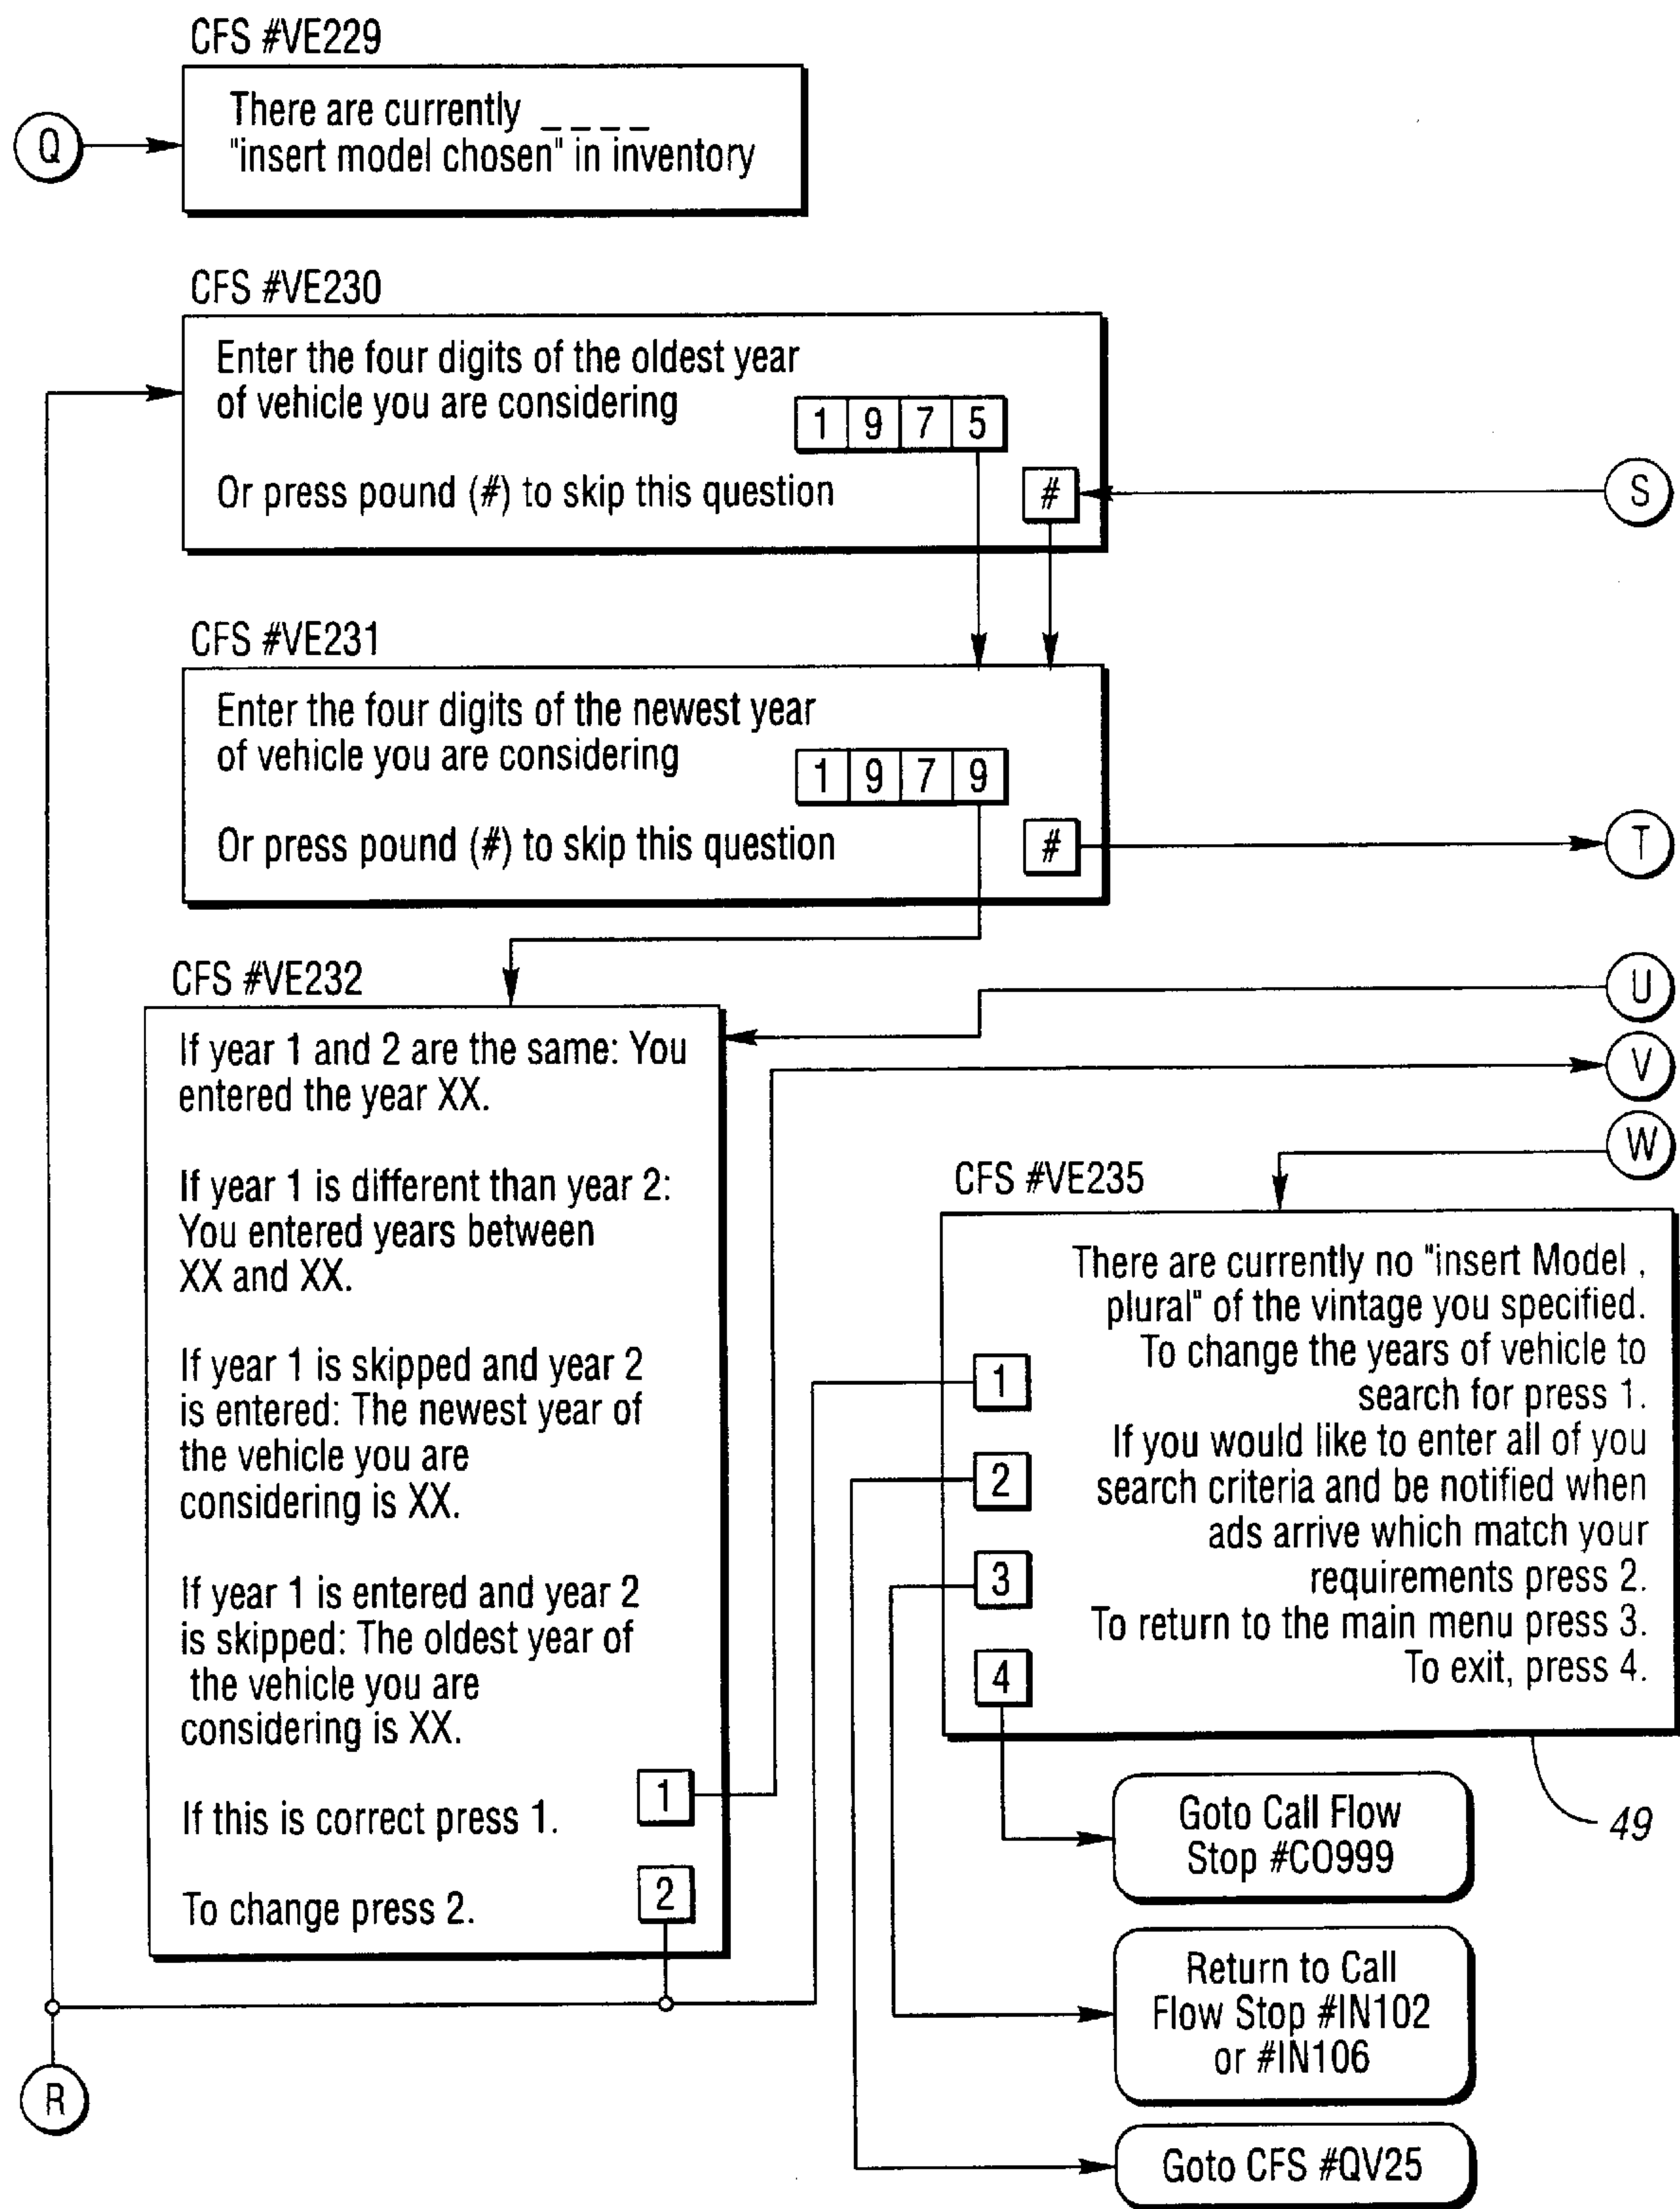 CFS #VE229
Q
There are currently _ _ _ _
"insert model chosen" in inventory
CFS #VE230
Enter the four digits of the oldest year
of vehicle you are considering
1 9 7 5
Or press pound (#) to skip this question
#
S
CFS #VE231
Enter the four digits of the newest year
of vehicle you are considering
1 9 7 9
Or press pound (#) to skip this question
#
T
CFS #VE232
U
V
W
If year 1 and 2 are the same: You
entered the year XX.
If year 1 is different than year 2:
You entered years between
XX and XX.
If year 1 is skipped and year 2
is entered: The newest year of
the vehicle you are
considering is XX.
If year 1 is entered and year 2
is skipped: The oldest year of
the vehicle you are
considering is XX.
If this is correct press 1.
1
To change press 2.
2
R
CFS #VE235
There are currently no "insert Model .
plural" of the vintage you specified.
To change the years of vehicle to
search for press 1.
If you would like to enter all of you
search criteria and be notified when
ads arrive which match your
requirements press 2.
To return to the main menu press 3.
To exit, press 4.
1
2
3
4
49
Goto Call Flow
Stop #CO999
Return to Call
Flow Stop #IN102
or #IN106
Goto CFS #QV25